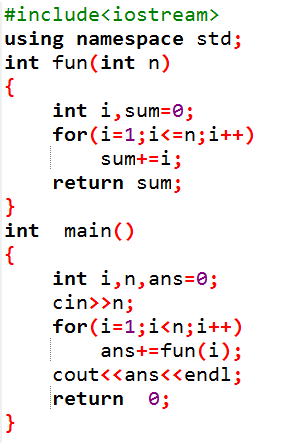 #include<iostream>
using namespace std;
int fun(int n)
{
    int i,sum=0;
    for(i=1;i<=n;i++)
        sum+=i;
    return sum;
}
int  main()
{
    int i,n,ans=0;
    cin>>n;
    for(i=1;i<n;i++)
        ans+=fun(i);
    cout<<ans<<endl;
    return  0;
}